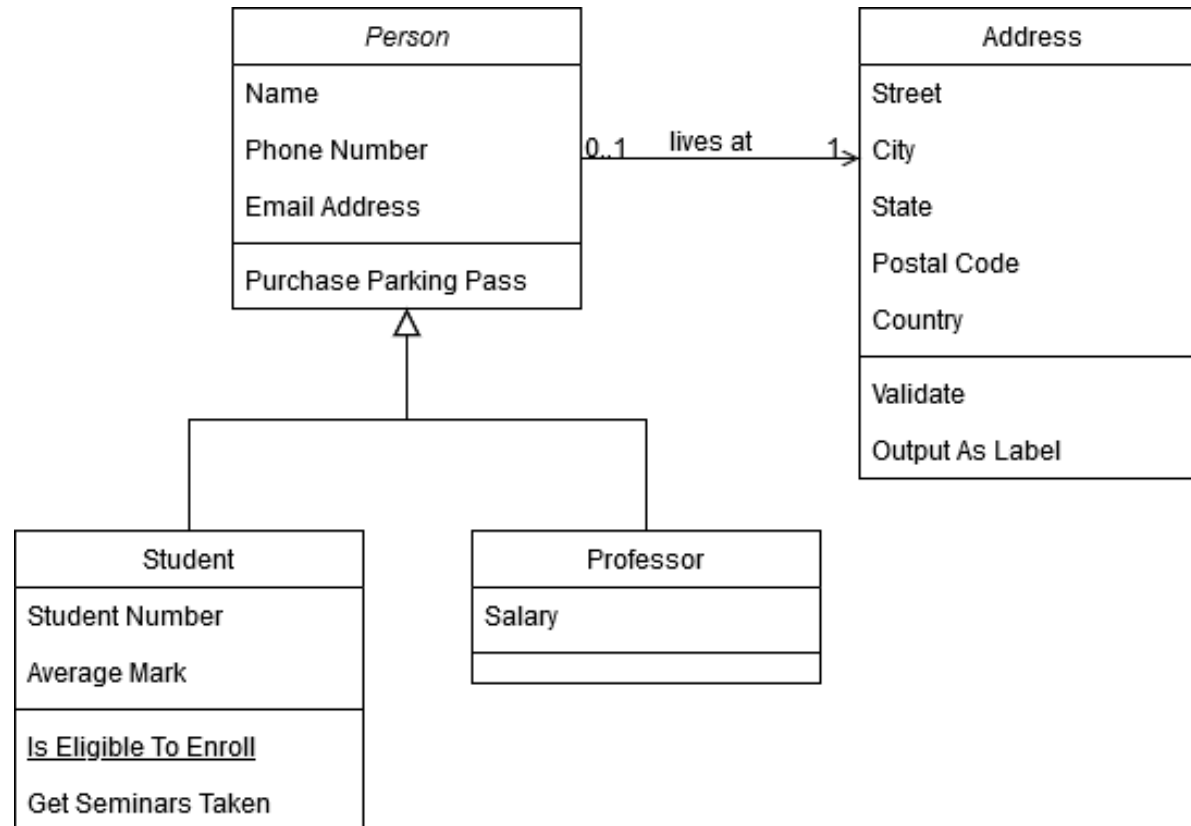 Person
Name
Phone Number
Email Address
Purchase Parking Pass
0..1 lives at 1
Address
Street
City
State
Postal Code
Country
Validate
Output As Label
Student
Student Number
Average Mark
Is Eligible To Enroll
Get Seminars Taken
Professor
Salary